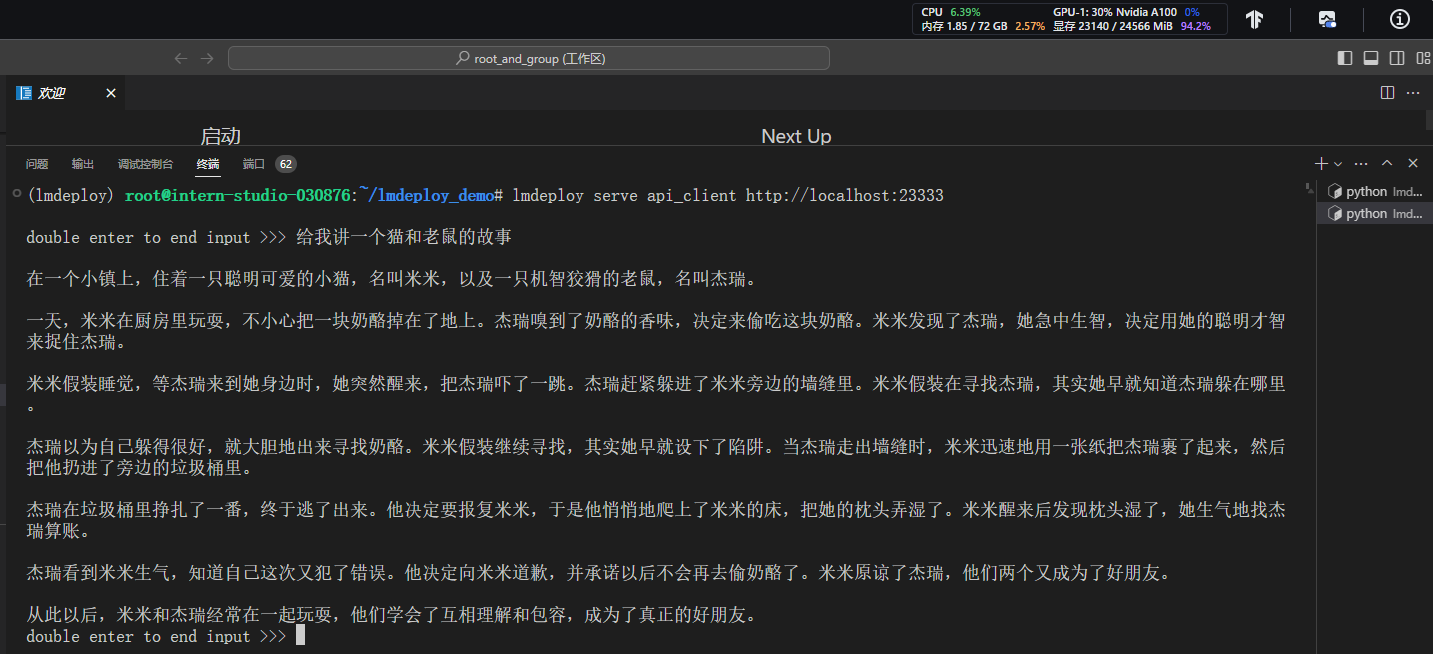 CPU 6.39% GPU-1: 30% Nvidia A100 0%
内存 1.85 / 72 GB 2.57% 显存 23140 / 24566 MiB 94.2%
root_and_group (工作区)
欢迎
启动 Next Up
问题 输出 调试控制台 终端 端口 62
(lmdeploy) root@intern-studio-030876:~/lmdeploy_demo# lmdeploy serve api_client http://localhost:23333
python lmd...
python lmd...
double enter to end input >>> 给我讲一个猫和老鼠的故事
在一个小镇上，住着一只聪明可爱的小猫，名叫米米，以及一只机智狡猾的老鼠，名叫杰瑞。
一天，米米在厨房里玩耍，不小心把一块奶酪掉在了地上。杰瑞嗅到了奶酪的香味，决定来偷吃这块奶酪。米米发现了杰瑞，她急中生智，决定用她的聪明才智
来捉住杰瑞。
米米假装睡觉，等杰瑞来到她身边时，她突然醒来，把杰瑞吓了一跳。杰瑞赶紧躲进了米米旁边的墙缝里。米米假装在寻找杰瑞，其实她早就知道杰瑞躲在哪里
。
杰瑞以为自己躲得很好，就大胆地出来寻找奶酪。米米假装继续寻找，其实她早就设下了陷阱。当杰瑞走出墙缝时，米米迅速地用一张纸把杰瑞裹了起来，然后
把他扔进了旁边的垃圾桶里。
杰瑞在垃圾桶里挣扎了一番，终于逃了出来。他决定要报复米米，于是他悄悄地爬上了米米的床，把她的枕头弄湿了。米米醒来后发现枕头湿了，她生气地找杰
瑞算账。
杰瑞看到米米生气，知道自己这次又犯了错误。他决定向米米道歉，并承诺以后不会再去偷奶酪了。米米原谅了杰瑞，他们两个又成为了好朋友。
从此以后，米米和杰瑞经常在一起玩耍，他们学会了互相理解和包容，成为了真正的好朋友。
double enter to end input >>>